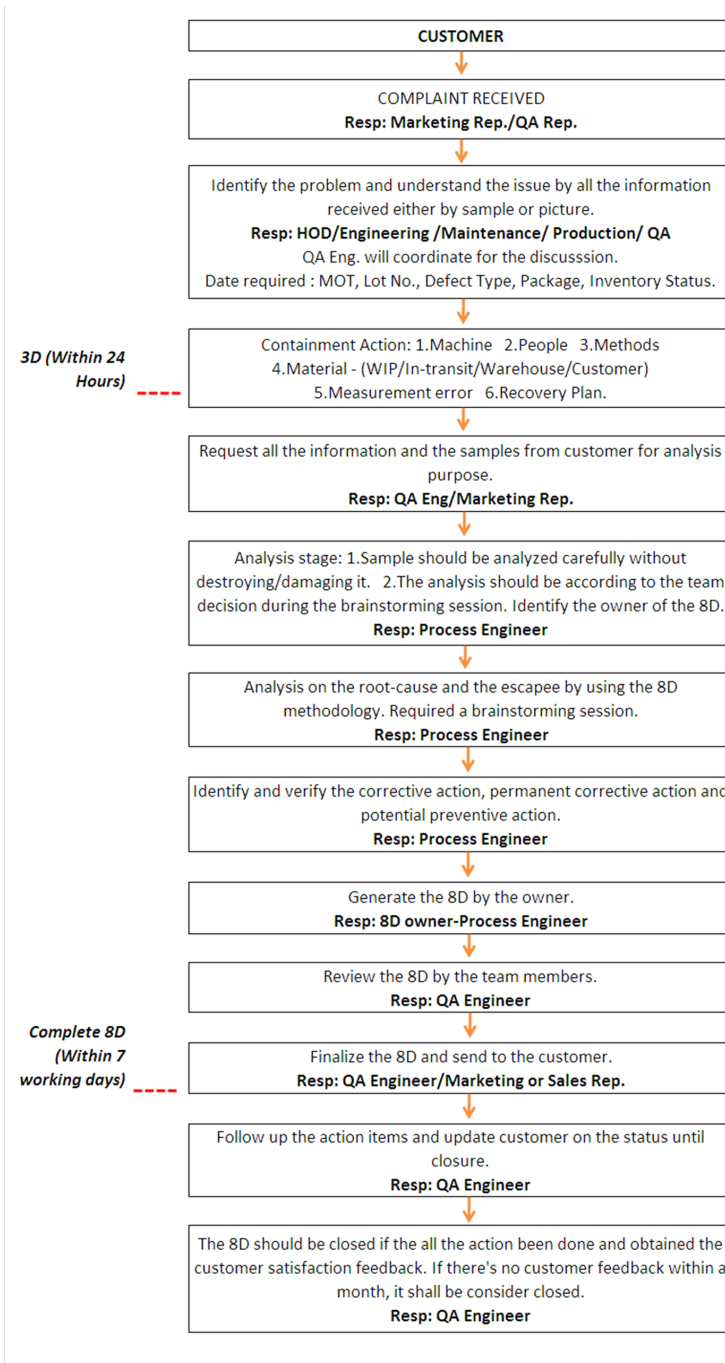 CUSTOMER
COMPLAINT RECEIVED
Resp: Marketing Rep./QA Rep.
Identify the problem and understand the issue by all the information
received either by sample or picture.
Resp: HOD/Engineering /Maintenance/ Production/ QA
QA Eng. will coordinate for the discusssion.
Date required : MOT, Lot No., Defect Type, Package, Inventory Status.
3D (Within 24
Hours)
Containment Action: 1.Machine 2.People 3.Methods
4.Material - (WIP/In-transit/Warehouse/Customer)
5.Measurement error 6.Recovery Plan.
Request all the information and the samples from customer for analysis
purpose.
Resp: QA Eng/Marketing Rep.
Analysis stage: 1.Sample should be analyzed carefully without
destroying/damaging it. 2.The analysis should be according to the team
decision during the brainstorming session. Identify the owner of the 8D.
Resp: Process Engineer
Analysis on the root-cause and the escapee by using the 8D
methodology. Required a brainstorming session.
Resp: Process Engineer
Identify and verify the corrective action, permanent corrective action and
potential preventive action.
Resp: Process Engineer
Generate the 8D by the owner.
Resp: 8D owner-Process Engineer
Review the 8D by the team members.
Resp: QA Engineer
Complete 8D
(Within 7
working days)
Finalize the 8D and send to the customer.
Resp: QA Engineer/Marketing or Sales Rep.
Follow up the action items and update customer on the status until
closure.
Resp: QA Engineer
The 8D should be closed if the all the action been done and obtained the
customer satisfaction feedback. If there's no customer feedback within a
month, it shall be consider closed.
Resp: QA Engineer